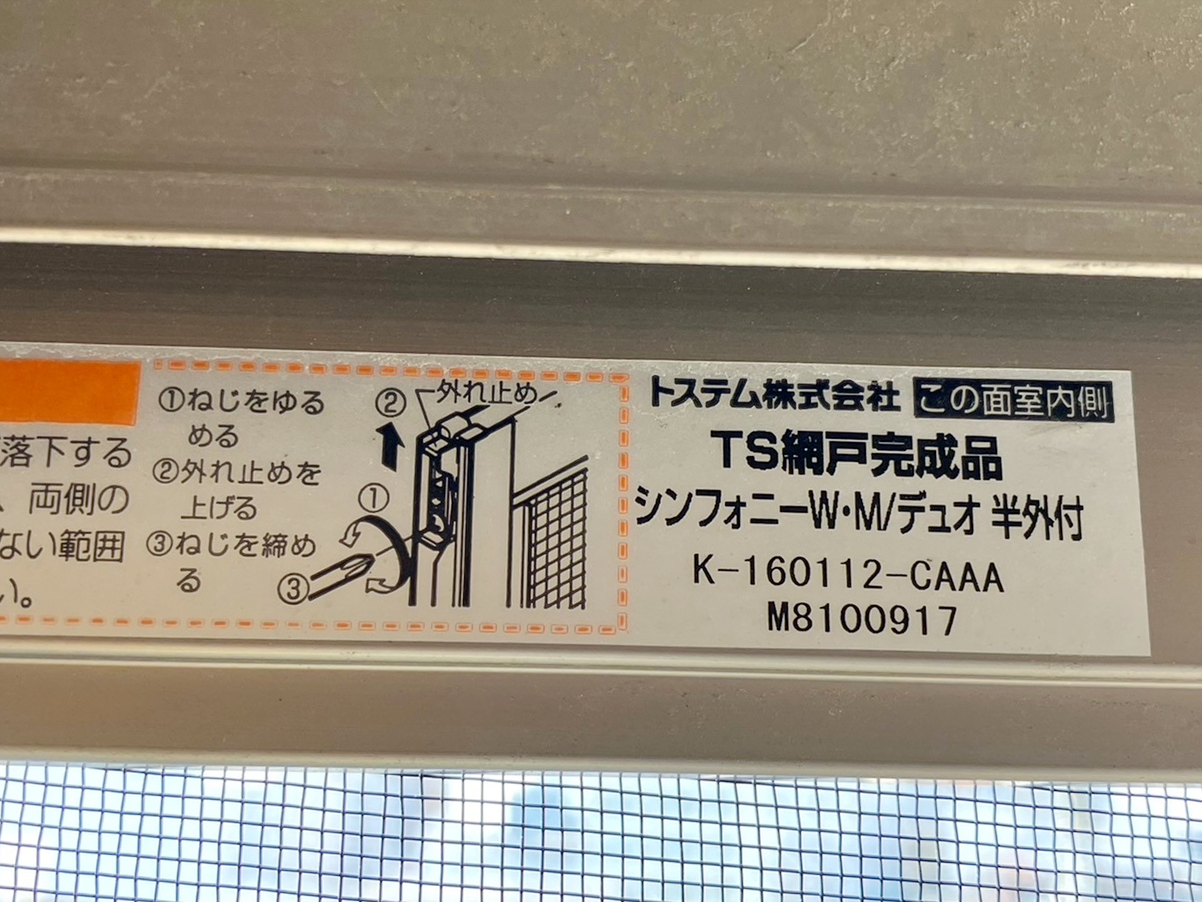 落下する
、両側の
ない範囲
い。
①ねじをゆる
める
②外れ止めを
上げる
③ねじを締め
る
②
外れ止め
①
③
トステム株式会社 この面室内側
TS網戸完成品
シンフォニーW・M/デュオ 半外付
K-160112-CAAA
M8100917